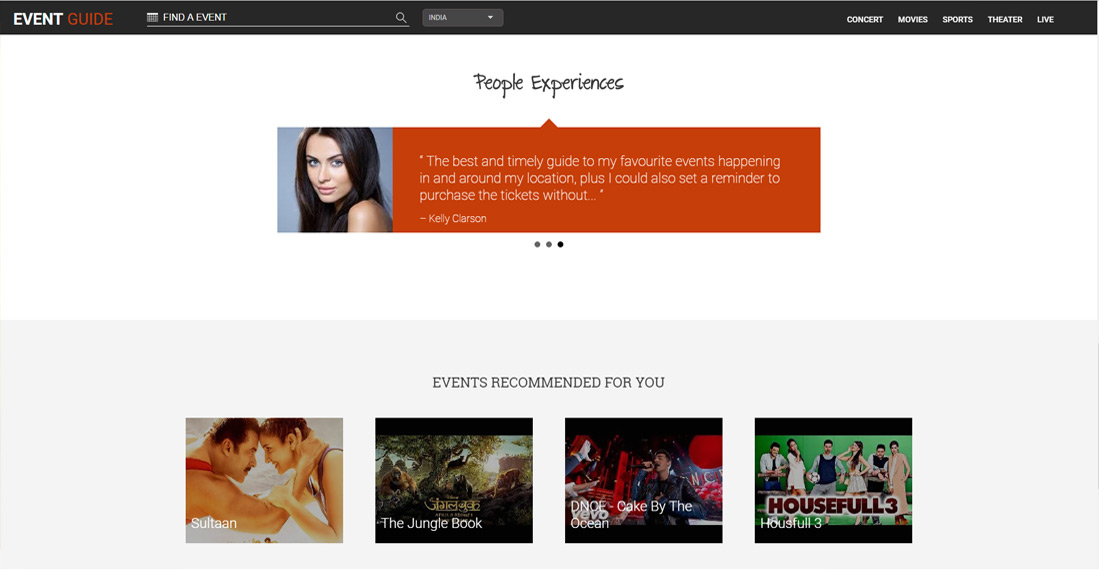 EVENT GUIDE
FIND A EVENT
INDIA
CONCERT MOVIES SPORTS THEATER LIVE
People Experiences
" The best and timely guide to my favourite events happening
in and around my location, plus I could also set a reminder to
purchase the tickets without... "
– Kelly Clarson
EVENTS RECOMMENDED FOR YOU
Sultaan
जंगल बुक
The Jungle Book
DNCE - Cake By The
vevo
Ocean
HOUSEFULL 3
Housfull 3